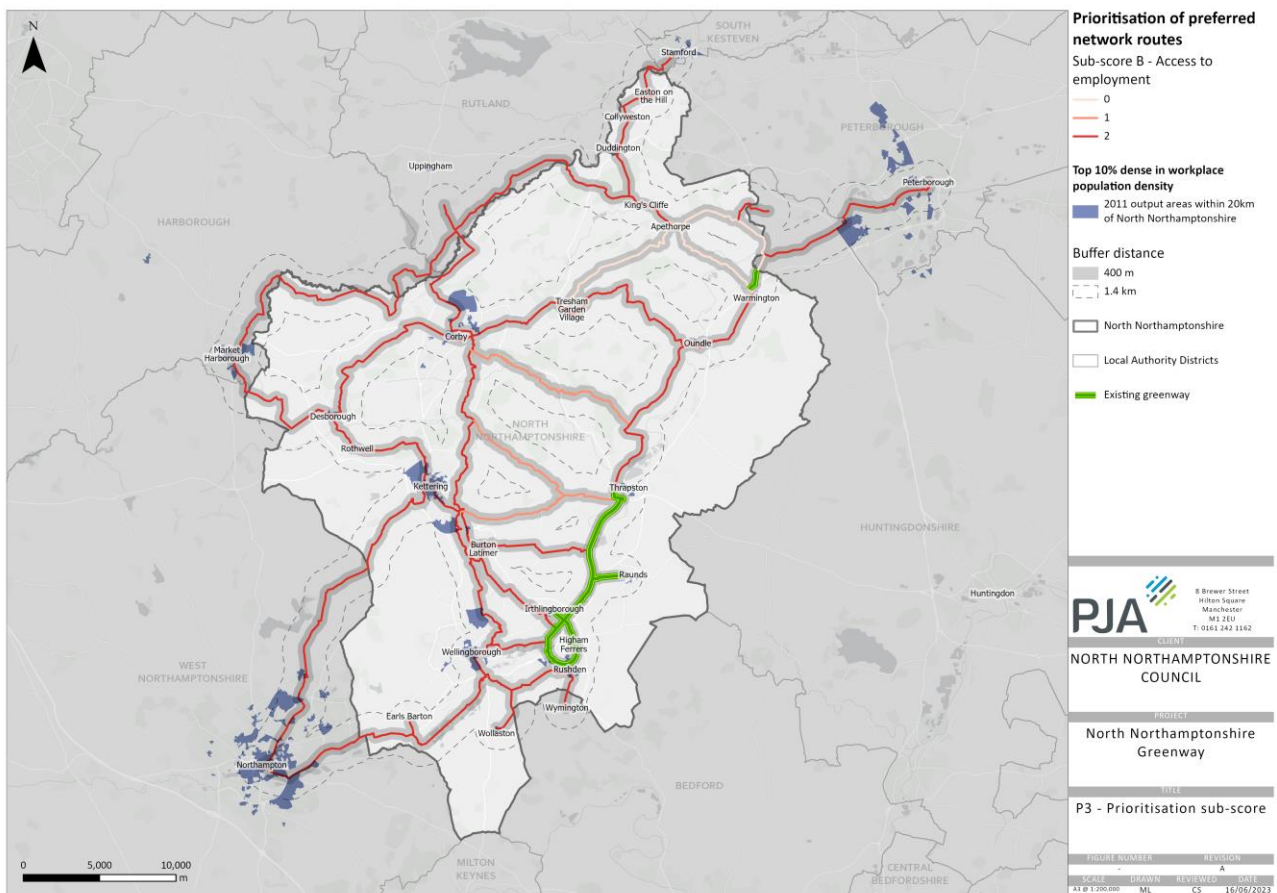 Prioritisation of preferred
network routes
Sub-score B - Access to
employment
0
1
2
Top 10% dense in workplace
population density
2011 output areas within 20km
of North Northamptonshire
Buffer distance
400 m
1.4 km
North Northamptonshire
Local Authority Districts
Existing greenway
PJA
8 Brewer Street
Hilton Square
Manchester
M1 2EU
T: 0161 242 1162
CLIENT
NORTH NORTHAMPTONSHIRE
COUNCIL
PROJECT
North Northamptonshire
Greenway
TITLE
P3 - Prioritisation sub-score
FIGURE NUMBER REVISION
- A
SCALE DRAWN REVIEWED DATE
A3 @ 1:200,000 ML CS 16/06/2023
N
SOUTH
KESTEVEN
Stamford
RUTLAND
Easton on
the Hill
Collyweston
PETERBOROUGH
Duddington
Uppingham
Peterborough
King's Cliffe
HARBOROUGH
Apethorpe
Tresham
Garden
Village
Warmington
Corby
Oundle
Market
Harborough
Desborough
NORTH
NORTHAMPTONSHIRE
Rothwell
Kettering
Thrapston
HUNTINGDONSHIRE
Burton
Latimer
Raunds
Huntingdon
Irthlingborough
Higham
Ferrers
Wellingborough
Rushden
WEST
NORTHAMPTONSHIRE
Wymington
Earls Barton
Wollaston
Northampton
BEDFORD
MILTON
KEYNES
CENTRAL
BEDFORDSHIRE
0 5,000 10,000
m